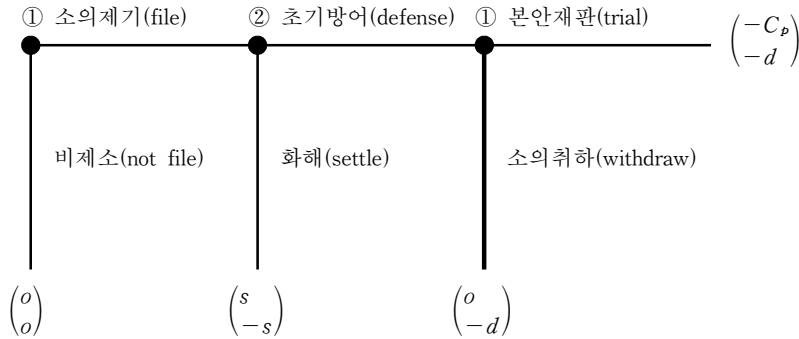 ① 소의제기(file) ② 초기방어(defense) ① 본안재판(trial)
(−Cₚ
−d)
비제소(not file) 화해(settle) 소의취하(withdraw)
(o
o)
(s
−s)
(o
−d)